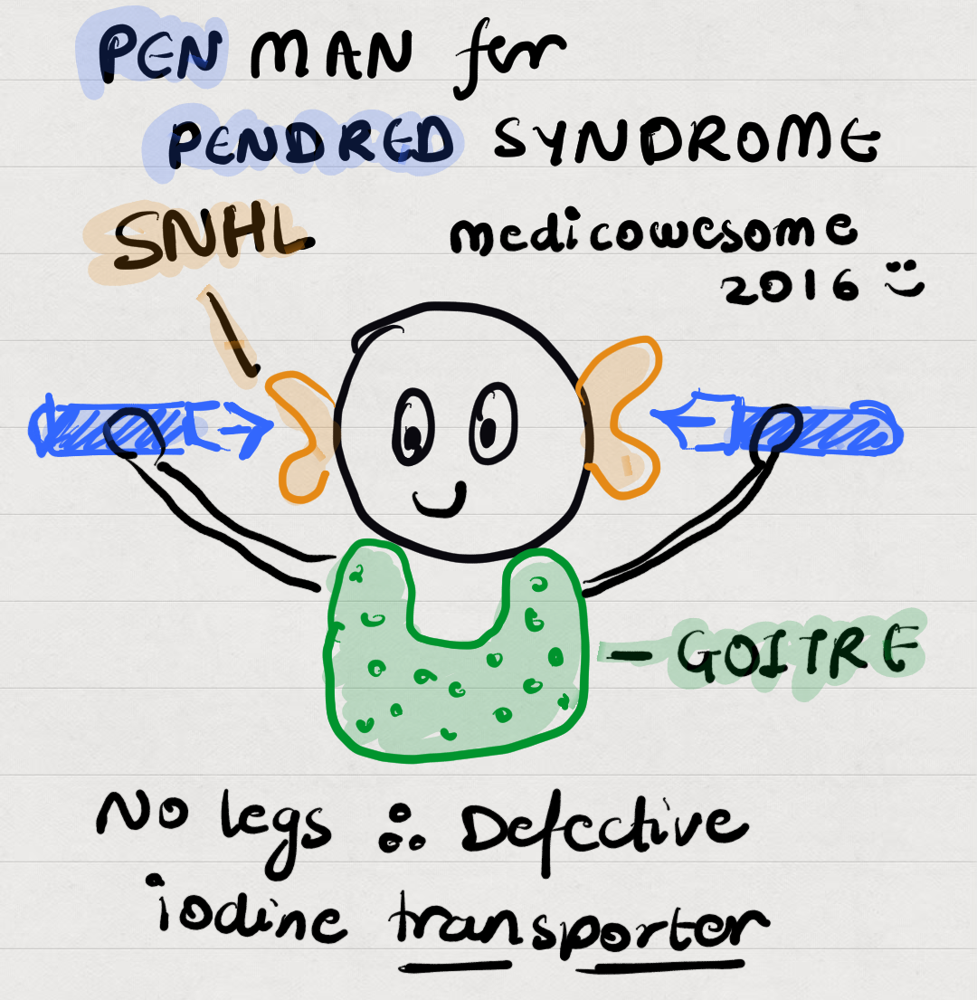 PEN MAN for
PENDRED SYNDROME
SNHL
medicowesome
2016 :)
- GOITRE
No legs ∴ Defective
iodine transporter